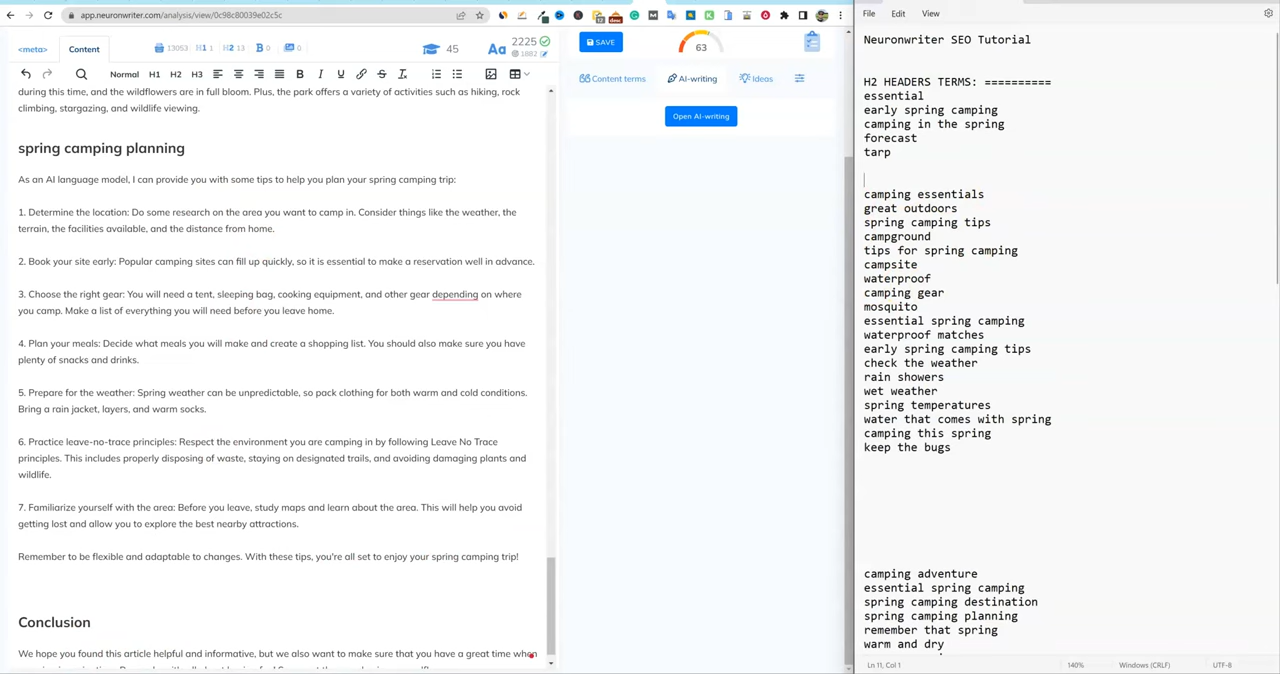 app.neuronwriter.com/analysis/view/0c98c80039e02c5c
<meta>
Content
13053
H1 1
H2 13
B 0
0
45
Aa
2225
1882
Normal
H1
H2
H3
during this time, and the wildflowers are in full bloom. Plus, the park offers a variety of activities such as hiking, rock
climbing, stargazing, and wildlife viewing.
spring camping planning
As an AI language model, I can provide you with some tips to help you plan your spring camping trip:
1. Determine the location: Do some research on the area you want to camp in. Consider things like the weather, the
terrain, the facilities available, and the distance from home.
2. Book your site early: Popular camping sites can fill up quickly, so it is essential to make a reservation well in advance.
3. Choose the right gear: You will need a tent, sleeping bag, cooking equipment, and other gear depending on where
you camp. Make a list of everything you will need before you leave home.
4. Plan your meals: Decide what meals you will make and create a shopping list. You should also make sure you have
plenty of snacks and drinks.
5. Prepare for the weather: Spring weather can be unpredictable, so pack clothing for both warm and cold conditions.
Bring a rain jacket, layers, and warm socks.
6. Practice leave-no-trace principles: Respect the environment you are camping in by following Leave No Trace
principles. This includes properly disposing of waste, staying on designated trails, and avoiding damaging plants and
wildlife.
7. Familiarize yourself with the area: Before you leave, study maps and learn about the area. This will help you avoid
getting lost and allow you to explore the best nearby attractions.
Remember to be flexible and adaptable to changes. With these tips, you're all set to enjoy your spring camping trip!
Conclusion
We hope you found this article helpful and informative, but we also want to make sure that you have a great time when
SAVE
63
Content terms
AI-writing
Ideas
Open AI-writing
File Edit View
Neuronwriter SEO Tutorial
H2 HEADERS TERMS: ==========
essential
early spring camping
camping in the spring
forecast
tarp
camping essentials
great outdoors
spring camping tips
campground
tips for spring camping
campsite
waterproof
camping gear
mosquito
essential spring camping
waterproof matches
early spring camping tips
check the weather
rain showers
wet weather
spring temperatures
water that comes with spring
camping this spring
keep the bugs
camping adventure
essential spring camping
spring camping destination
spring camping planning
remember that spring
warm and dry
Ln 11, Col 1
140%
Windows (CRLF)
UTF-8